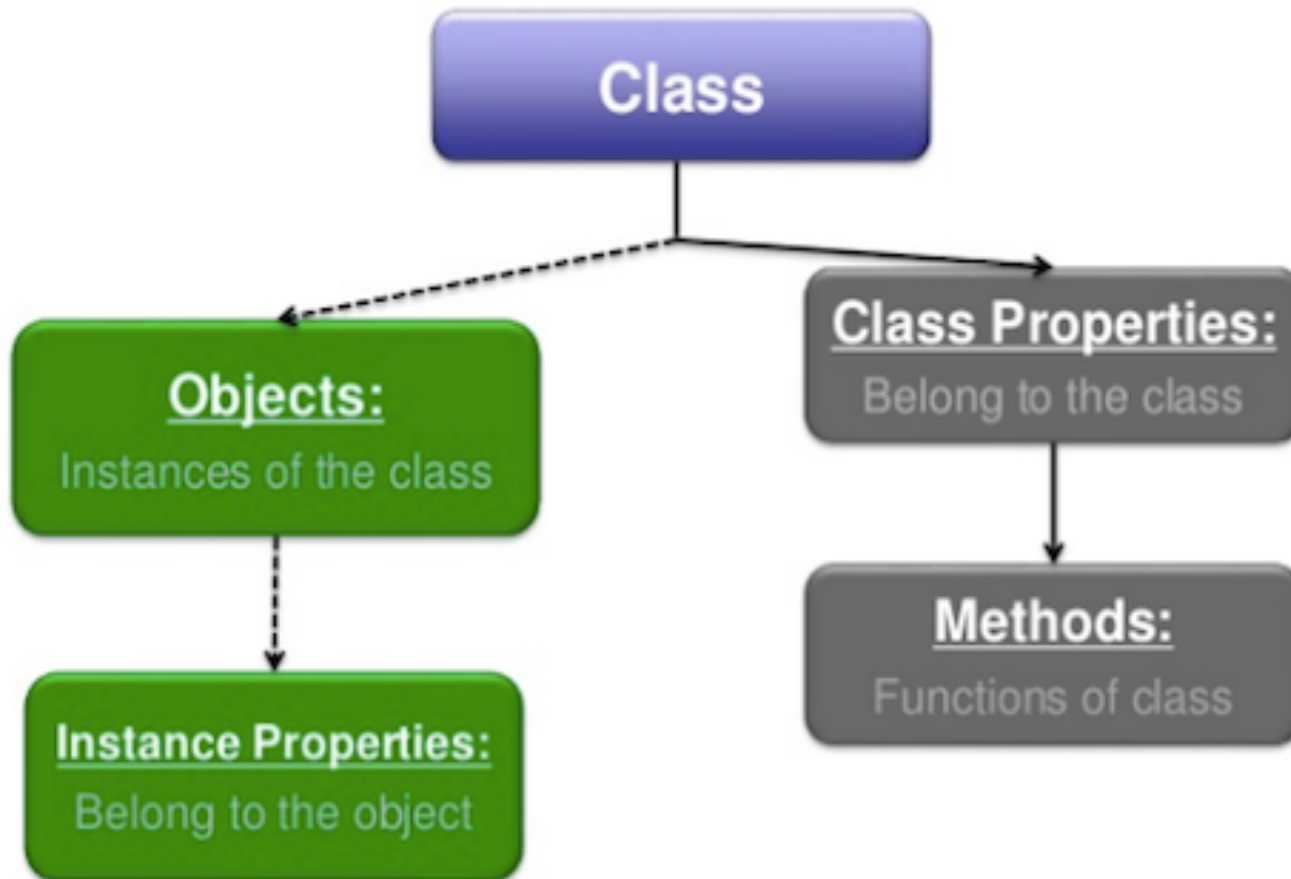 Class
Class Properties:
Belong to the class
Objects:
Instances of the class
Methods:
Functions of class
Instance Properties:
Belong to the object